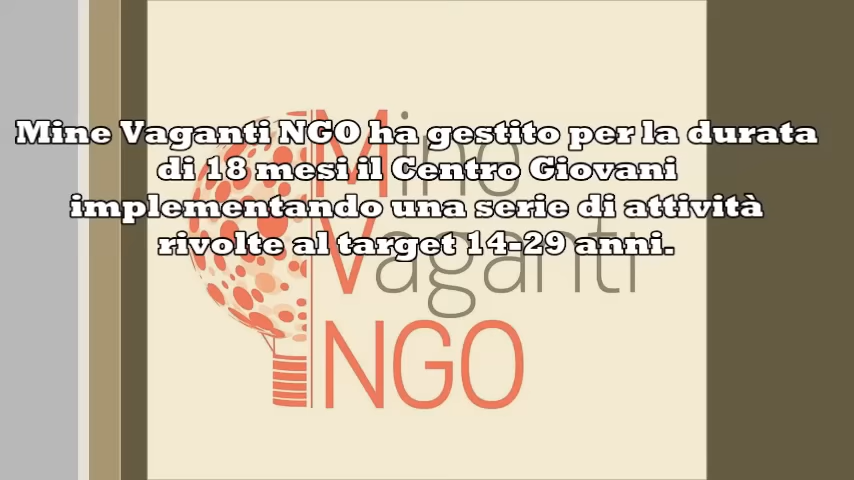 Mine Vaganti NGO ha gestito per la durata
di 18 mesi il Centro Giovani
implementando una serie di attività
rivolte al target 14-29 anni.
Mine
Vaganti
NGO